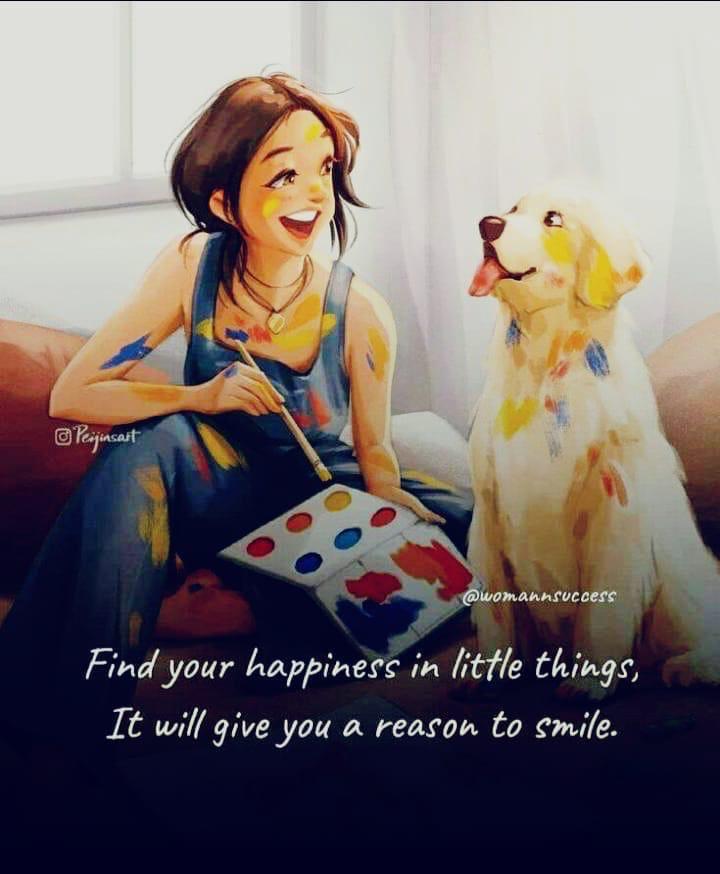 Peijinsart
@womannsuccess
Find your happiness in little things,
It will give you a reason to smile.